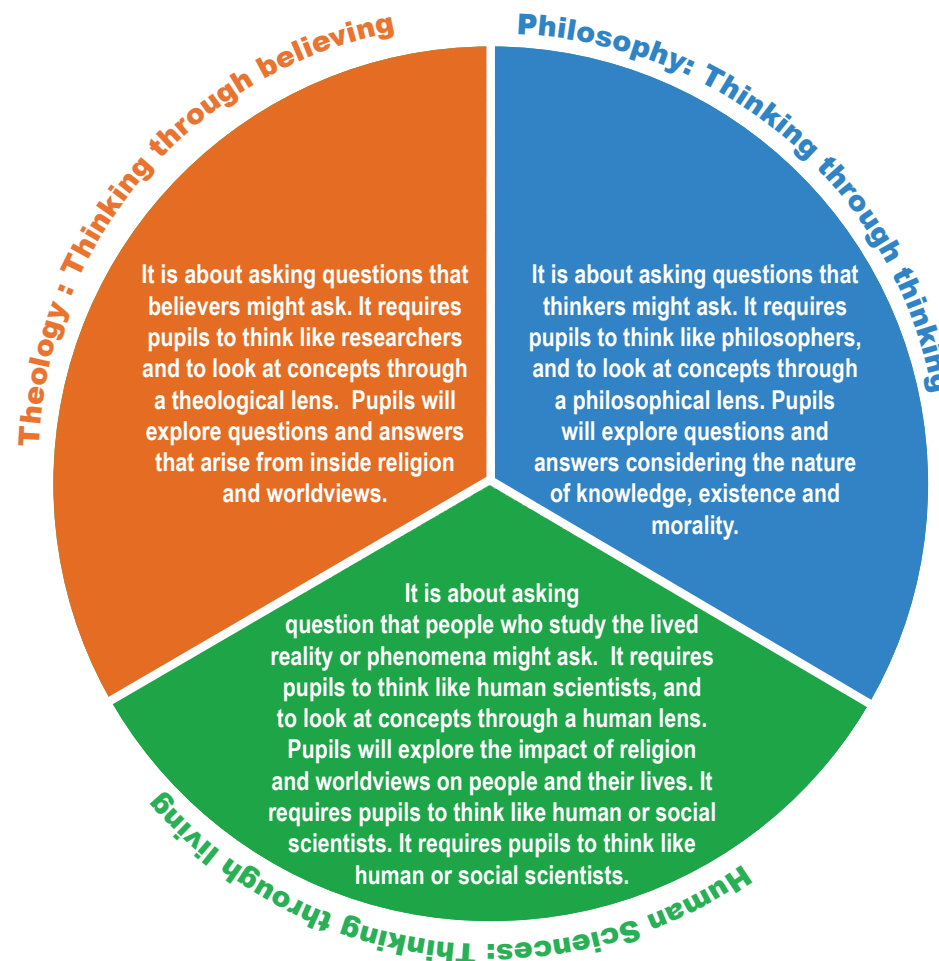 Theology : Thinking through believing
It is about asking questions that
believers might ask. It requires
pupils to think like researchers
and to look at concepts through
a theological lens.  Pupils will
explore questions and answers
that arise from inside religion
and worldviews.
Philosophy: Thinking through thinking
It is about asking questions that
thinkers might ask. It requires
pupils to think like philosophers,
and to look at concepts through
a philosophical lens. Pupils
will explore questions and
answers considering the nature
of knowledge, existence and
morality.
It is about asking
question that people who study the lived
reality or phenomena might ask.  It requires
pupils to think like human scientists, and
to look at concepts through a human lens.
Pupils will explore the impact of religion
and worldviews on people and their lives. It
requires pupils to think like human or social
scientists. It requires pupils to think like
human or social scientists.
Human Sciences: Thinking through living